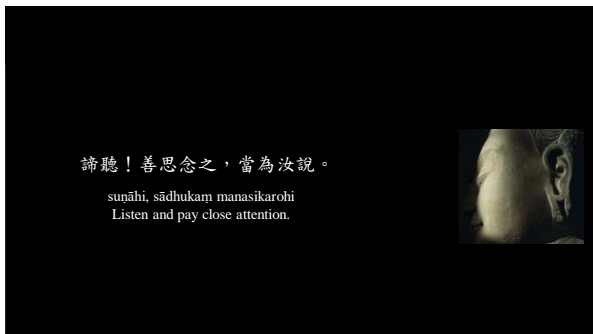 諦聽！善思念之，當為汝說。
suṇāhi, sādhukaṃ manasikarohi
Listen and pay close attention.